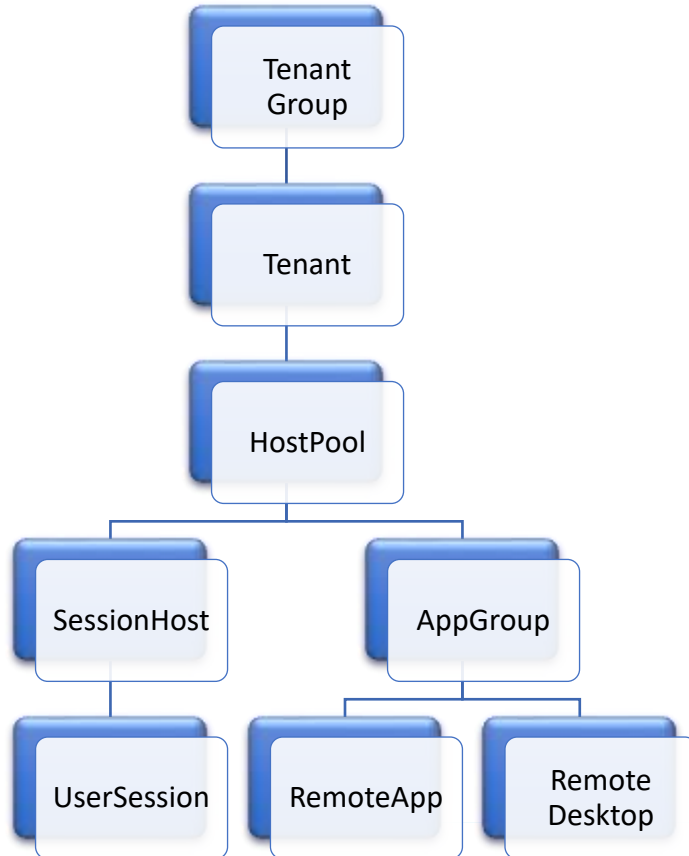 Tenant
Group
Tenant
HostPool
SessionHost
AppGroup
UserSession
RemoteApp
Remote
Desktop